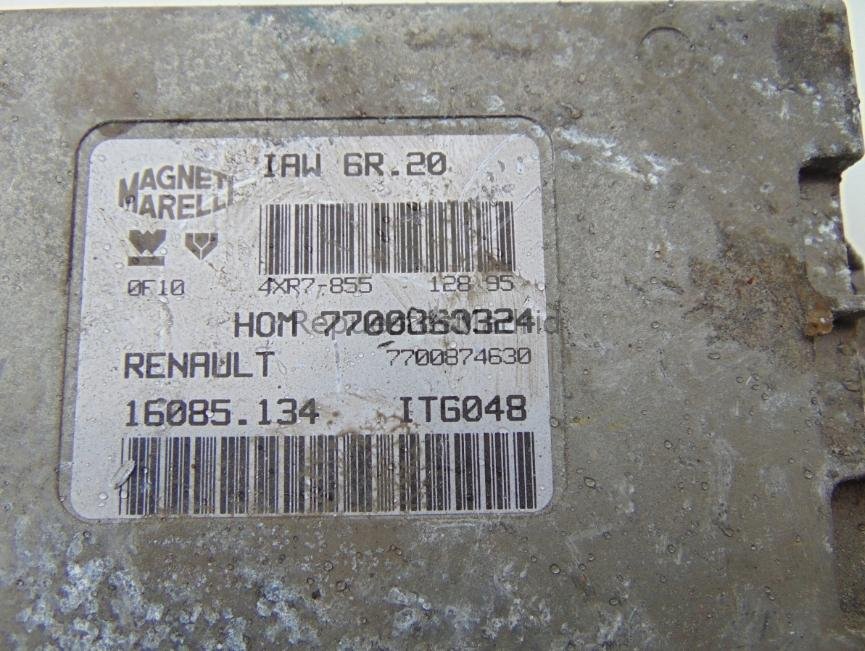 MAGNETI
MARELLI
IAW 6R.20
0F10
4XR7-855 128 95
HOM 7700863324
RENAULT 7700874630
16085.134 ITG048